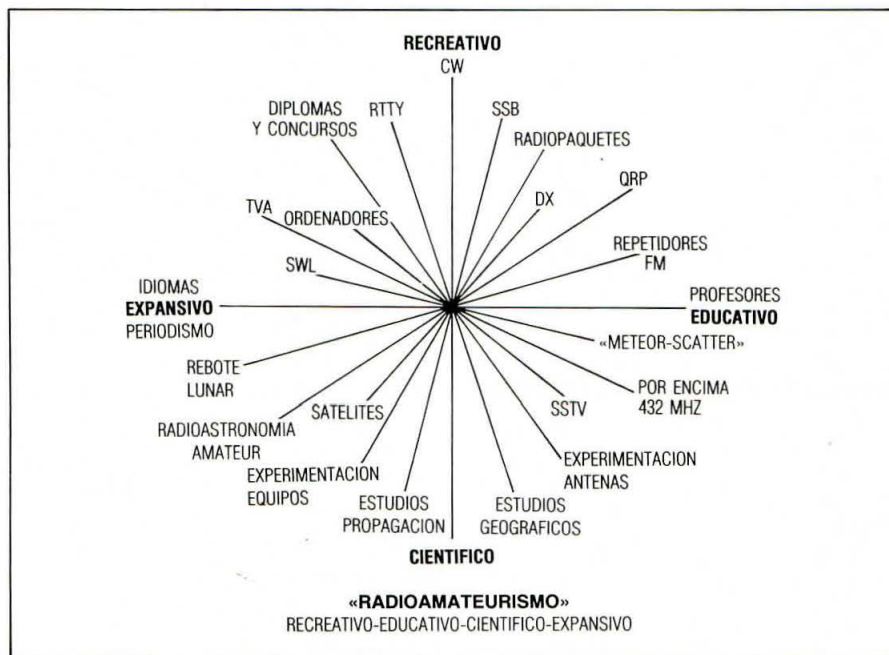 RECREATIVO
CW
DIPLOMAS
Y CONCURSOS
RTTY
SSB
RADIOPAQUETES
QRP
DX
TVA
ORDENADORES
SWL
REPETIDORES
FM
IDIOMAS
EXPANSIVO
PERIODISMO
PROFESORES
EDUCATIVO
«METEOR-SCATTER»
REBOTE
LUNAR
POR ENCIMA
432 MHZ
SATELITES
SSTV
RADIOASTRONOMIA
AMATEUR
EXPERIMENTACION
EQUIPOS
EXPERIMENTACION
ANTENAS
ESTUDIOS
PROPAGACION
ESTUDIOS
GEOGRAFICOS
CIENTIFICO
«RADIOAMATEURISMO»
RECREATIVO-EDUCATIVO-CIENTIFICO-EXPANSIVO